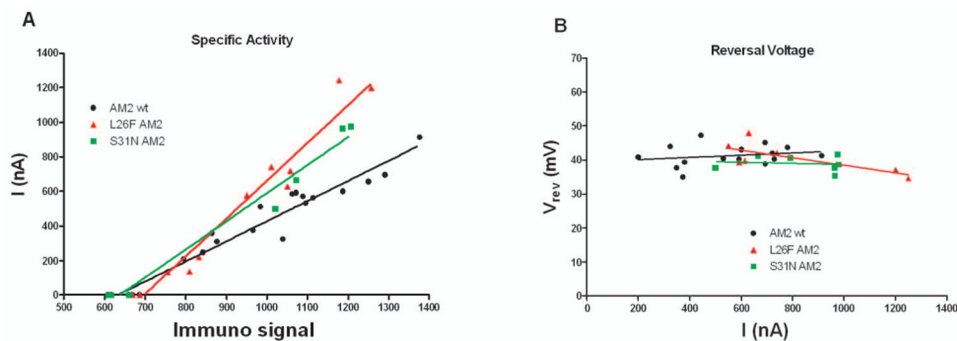 A
Specific Activity
I (nA)
1400
1200
1000
800
600
400
200
0
AM2 wt
L26F AM2
S31N AM2
500 600 700 800 900 1000 1100 1200 1300 1400
Immuno signal
B
Reversal Voltage
Vrev (mV)
70
60
50
40
30
20
10
0
AM2 wt
L26F AM2
S31N AM2
0 200 400 600 800 1000 1200 1400
I (nA)